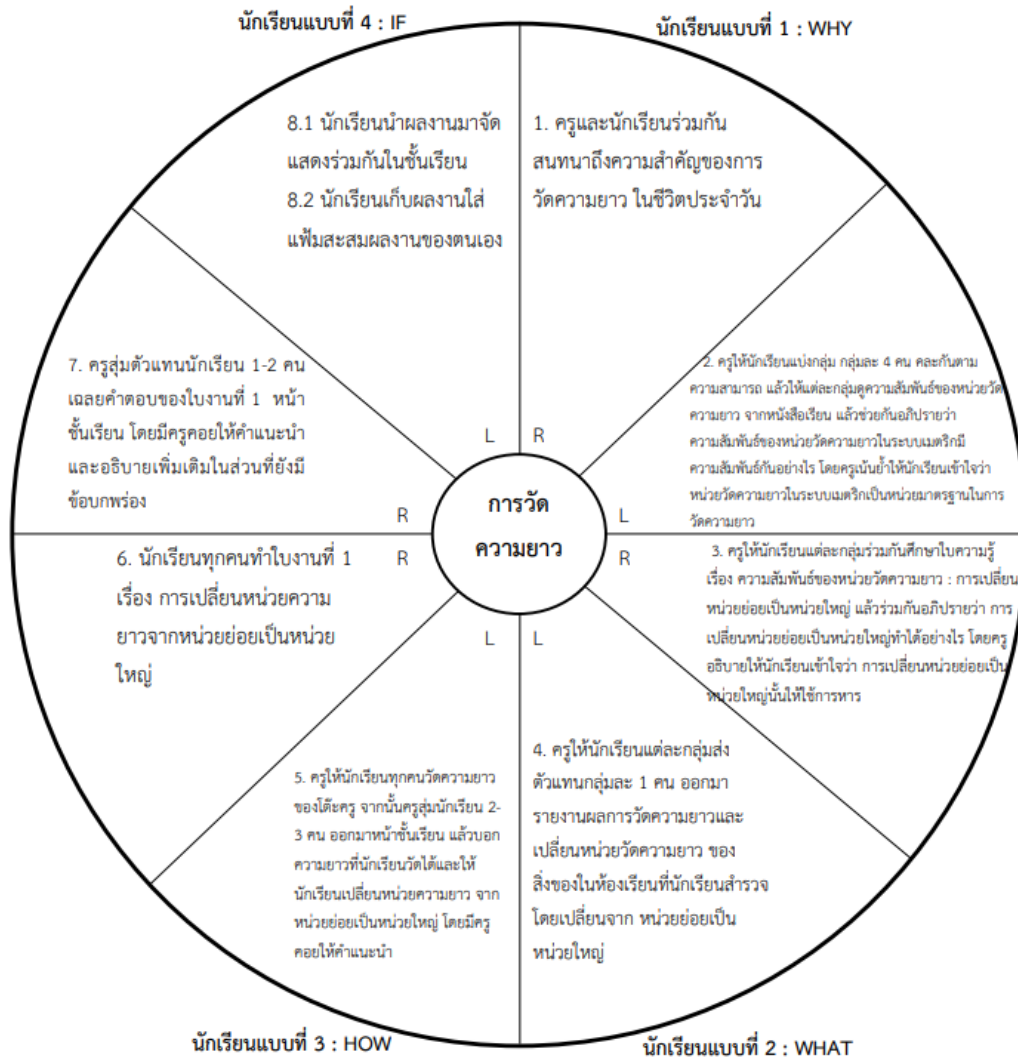 นักเรียนแบบที่ 4 : IF
นักเรียนแบบที่ 1 : WHY
1. ครูและนักเรียนร่วมกัน
สนทนาถึงความสำคัญของการ
วัดความยาว ในชีวิตประจำวัน
2. ครูให้นักเรียนแบ่งกลุ่ม กลุ่มละ 4 คน คละกันตาม
ความสามารถ แล้วให้แต่ละกลุ่มดูความสัมพันธ์ของหน่วยวัด
ความยาว จากหนังสือเรียน แล้วช่วยกันอภิปรายว่า
ความสัมพันธ์ของหน่วยวัดความยาวในระบบเมตริกมี
ความสัมพันธ์กันอย่างไร โดยครูเน้นย้ำให้นักเรียนเข้าใจว่า
หน่วยวัดความยาวในระบบเมตริกเป็นหน่วยมาตรฐานในการ
วัดความยาว
3. ครูให้นักเรียนแต่ละกลุ่มร่วมกันศึกษาใบความรู้
เรื่อง ความสัมพันธ์ของหน่วยวัดความยาว : การเปลี่ยน
หน่วยย่อยเป็นหน่วยใหญ่ แล้วร่วมกันอภิปรายว่า การ
เปลี่ยนหน่วยย่อยเป็นหน่วยใหญ่ทำได้อย่างไร โดยครู
อธิบายให้นักเรียนเข้าใจว่า การเปลี่ยนหน่วยย่อยเป็น
หน่วยใหญ่นั้นให้ใช้การหาร
4. ครูให้นักเรียนแต่ละกลุ่มส่ง
ตัวแทนกลุ่มละ 1 คน ออกมา
รายงานผลการวัดความยาวและ
เปลี่ยนหน่วยวัดความยาว ของ
สิ่งของในห้องเรียนที่นักเรียนสำรวจ
โดยเปลี่ยนจาก หน่วยย่อยเป็น
หน่วยใหญ่
5. ครูให้นักเรียนทุกคนวัดความยาว
ของโต๊ะครู จากนั้นครูสุ่มนักเรียน 2-
3 คน ออกมาหน้าชั้นเรียน แล้วบอก
ความยาวที่นักเรียนวัดได้และให้
นักเรียนเปลี่ยนหน่วยความยาว จาก
หน่วยย่อยเป็นหน่วยใหญ่ โดยมีครู
คอยให้คำแนะนำ
6. นักเรียนทุกคนทำใบงานที่ 1
เรื่อง การเปลี่ยนหน่วยความ
ยาวจากหน่วยย่อยเป็นหน่วย
ใหญ่
7. ครูสุ่มตัวแทนนักเรียน 1-2 คน
เฉลยคำตอบของใบงานที่ 1 หน้า
ชั้นเรียน โดยมีครูคอยให้คำแนะนำ
และอธิบายเพิ่มเติมในส่วนที่ยังมี
ข้อบกพร่อง
8.1 นักเรียนนำผลงานมาจัด
แสดงร่วมกันในชั้นเรียน
8.2 นักเรียนเก็บผลงานใส่
แฟ้มสะสมผลงานของตนเอง
L R
R L
การวัด
ความยาว
R R
L L
นักเรียนแบบที่ 3 : HOW
นักเรียนแบบที่ 2 : WHAT